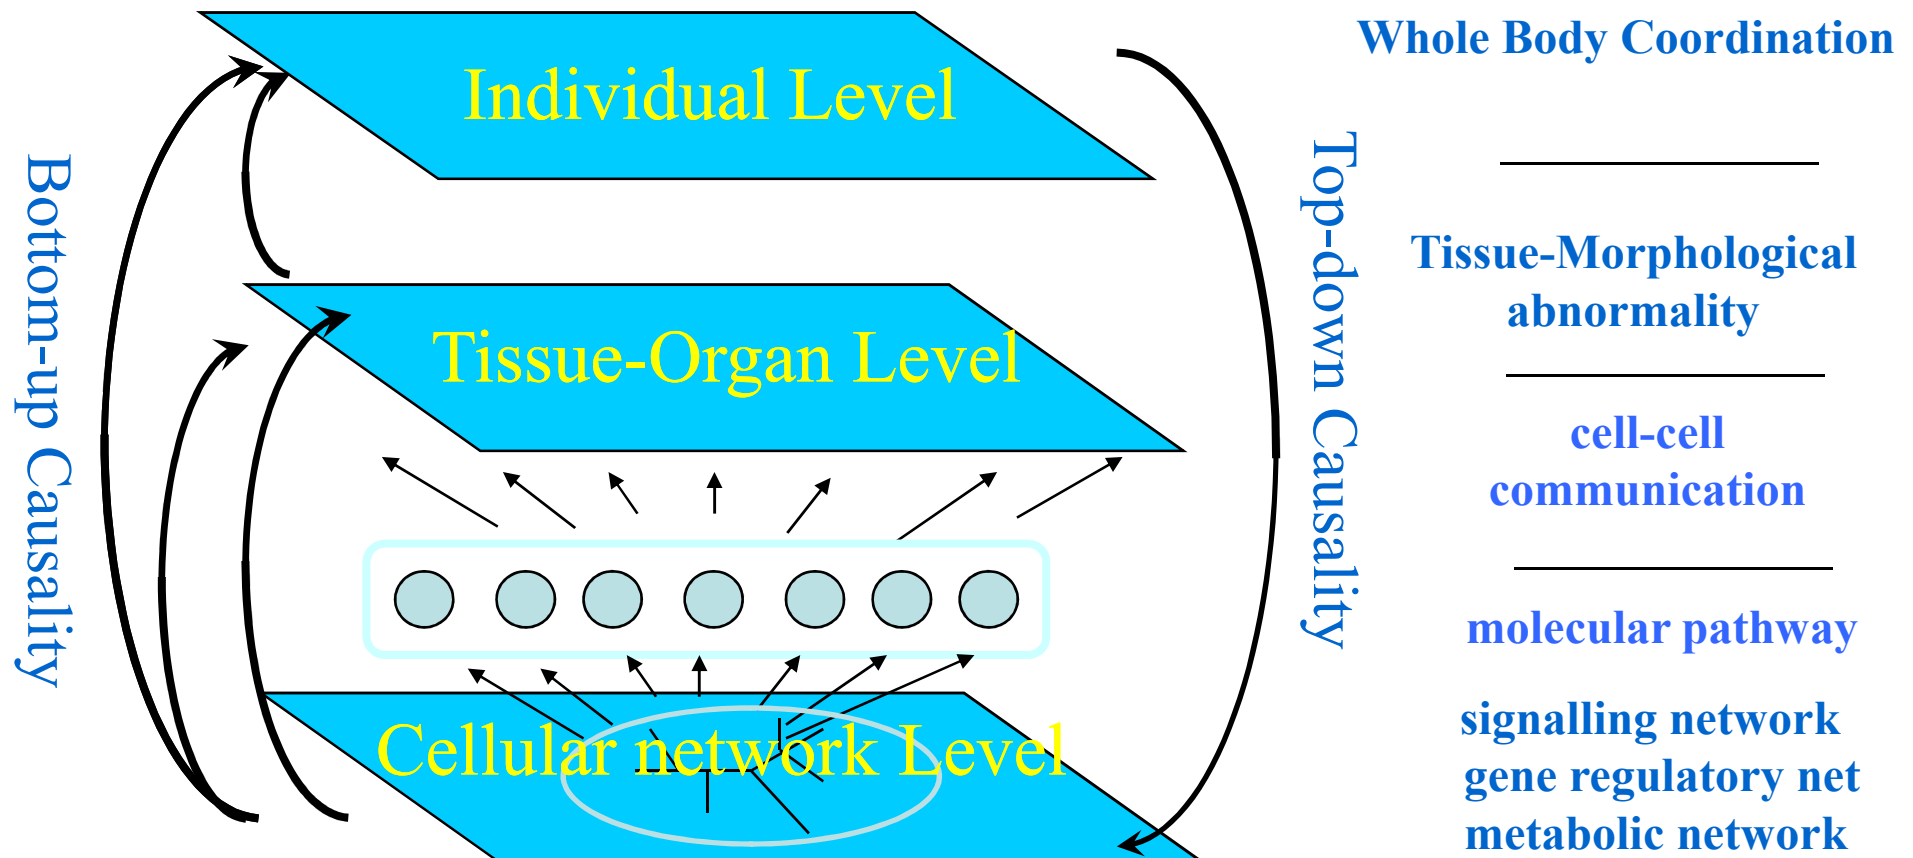 Whole Body Coordination
Individual Level
Bottom-up Causality
Top-down Causality
Tissue-Morphological
abnormality
Tissue-Organ Level
cell-cell
communication
molecular pathway
Cellular network Level
signalling network
gene regulatory net
metabolic network